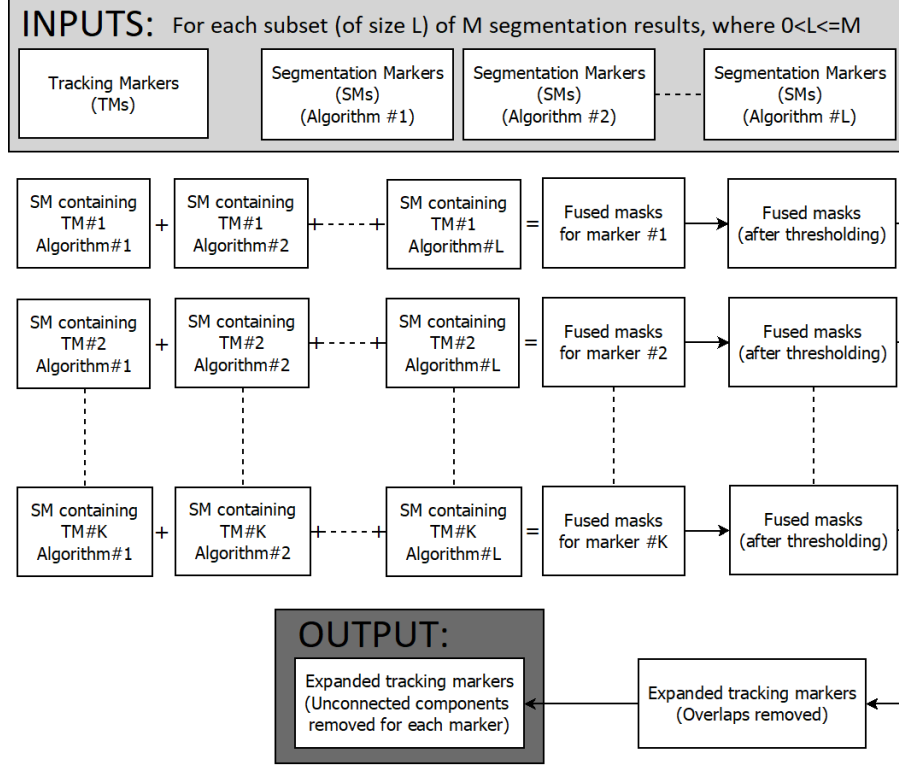 INPUTS: For each subset (of size L) of M segmentation results, where 0<L<=M
Tracking Markers
(TMs)
Segmentation Markers
(SMs)
(Algorithm #1)
Segmentation Markers
(SMs)
(Algorithm #2)
Segmentation Markers
(SMs)
(Algorithm #L)
SM containing
TM#1
Algorithm#1
+
SM containing
TM#1
Algorithm#2
+
+
SM containing
TM#1
Algorithm#L
=
Fused masks
for marker #1
Fused masks
(after thresholding)
SM containing
TM#2
Algorithm#1
+
SM containing
TM#2
Algorithm#2
+
+
SM containing
TM#2
Algorithm#L
=
Fused masks
for marker #2
Fused masks
(after thresholding)
SM containing
TM#K
Algorithm#1
+
SM containing
TM#K
Algorithm#2
+
+
SM containing
TM#K
Algorithm#L
=
Fused masks
for marker #K
Fused masks
(after thresholding)
OUTPUT:
Expanded tracking markers
(Unconnected components
removed for each marker)
Expanded tracking markers
(Overlaps removed)